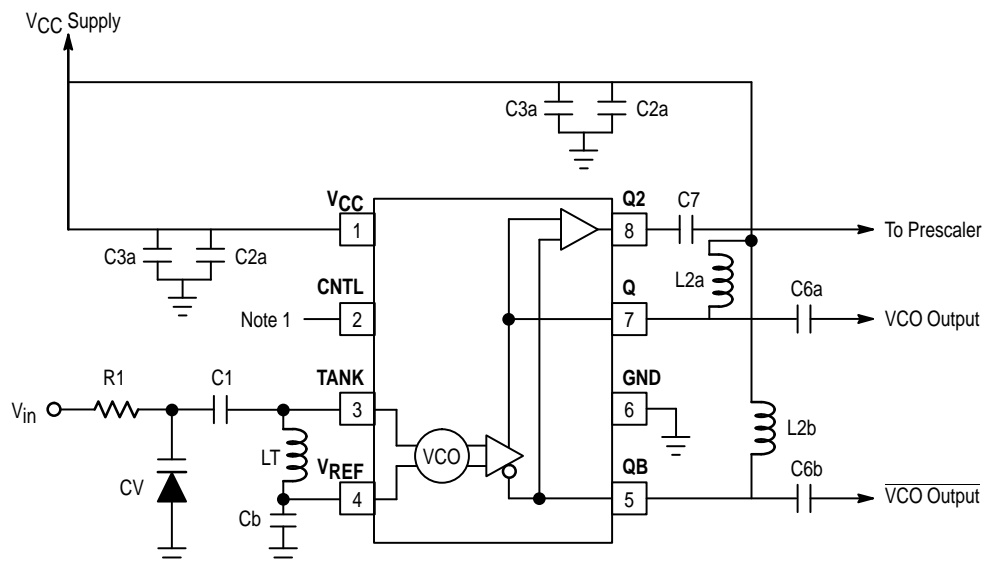 VCC Supply
C3a
C2a
VCC
1
Q2
8
C7
To Prescaler
C3a
C2a
L2a
CNTL
2
Note 1
Q
7
C6a
VCO Output
R1
C1
TANK
3
GND
6
Vin
LT
VREF
4
VCO
L2b
CV
Cb
QB
5
C6b
VCO Output